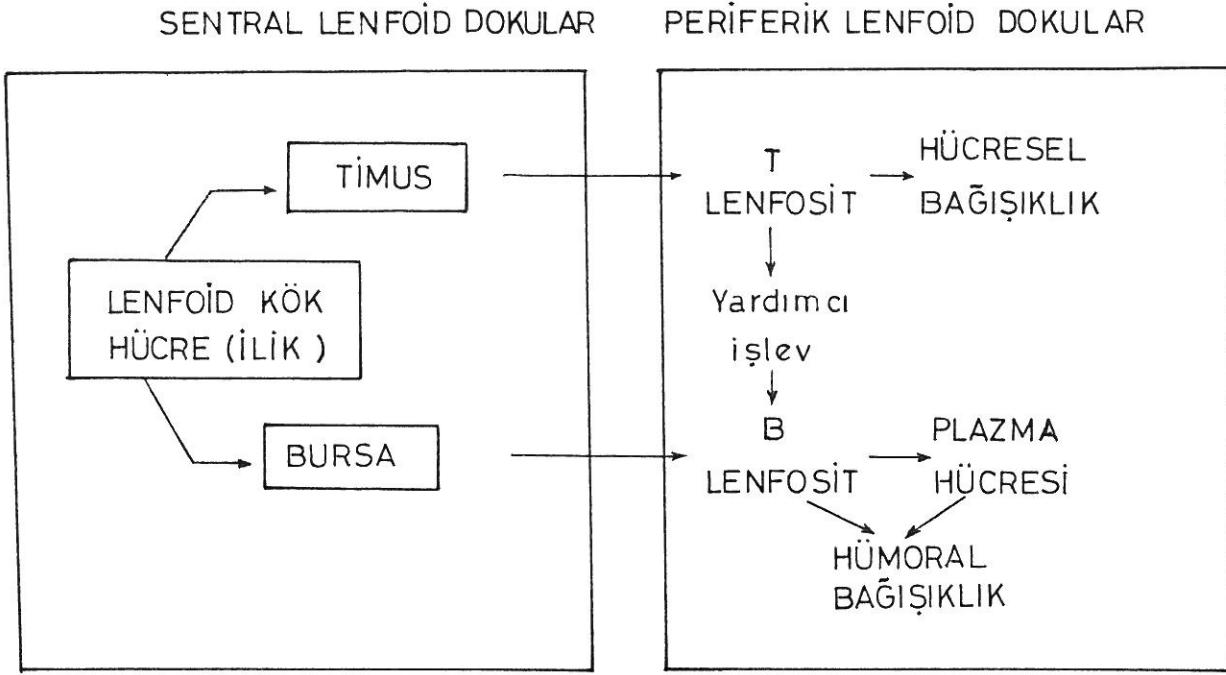 SENTRAL LENFOİD DOKULAR
TİMUS
LENFOİD KÖK
HÜCRE (İLİK)
BURSA
PERİFERİK LENFOİD DOKULAR
T
LENFOSİT
HÜCRESEL
BAĞIŞIKLIK
Yardımcı
işlev
B
LENFOSİT
PLAZMA
HÜCRESİ
HÜMORAL
BAĞIŞIKLIK